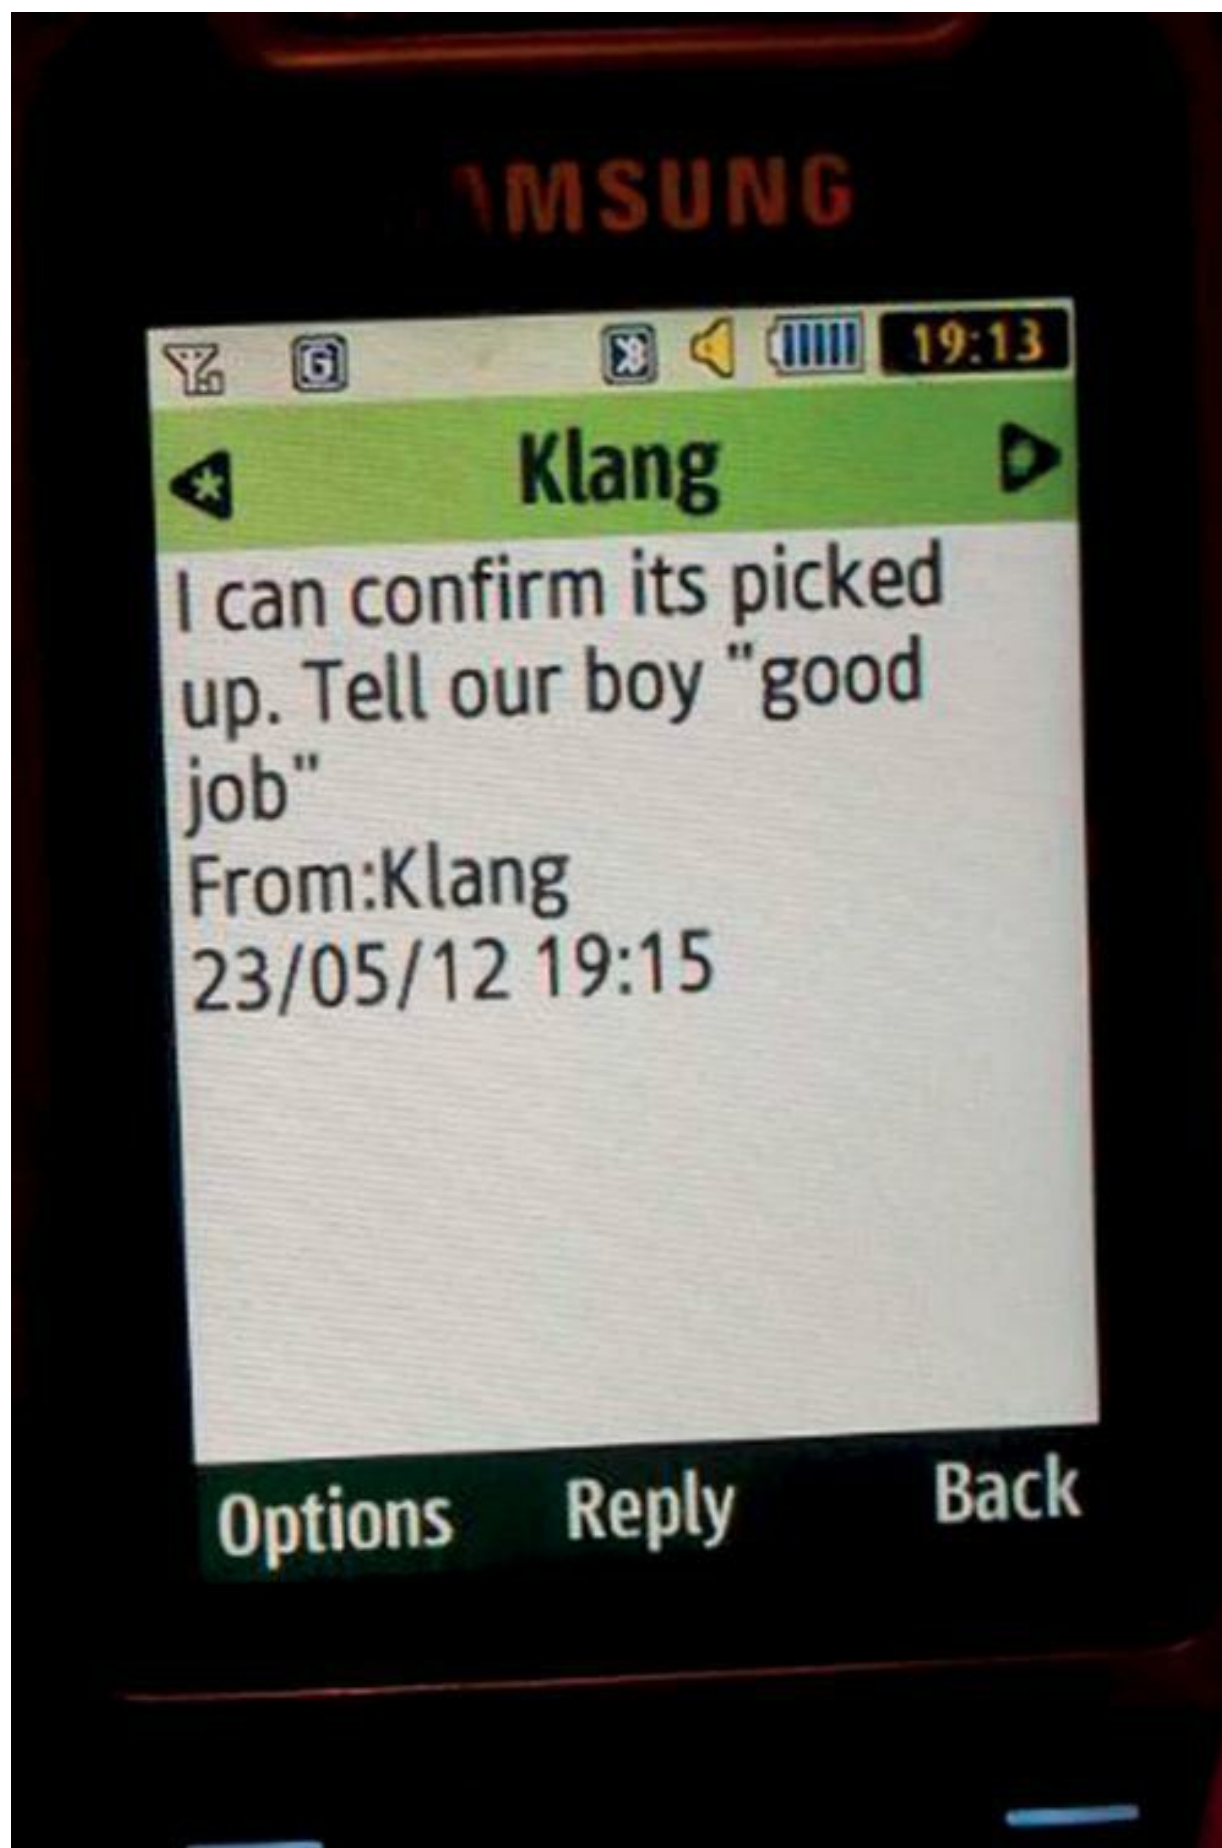 SAMSUNG
19:13
Klang
I can confirm its picked
up. Tell our boy "good
job"
From:Klang
23/05/12 19:15
Options Reply Back